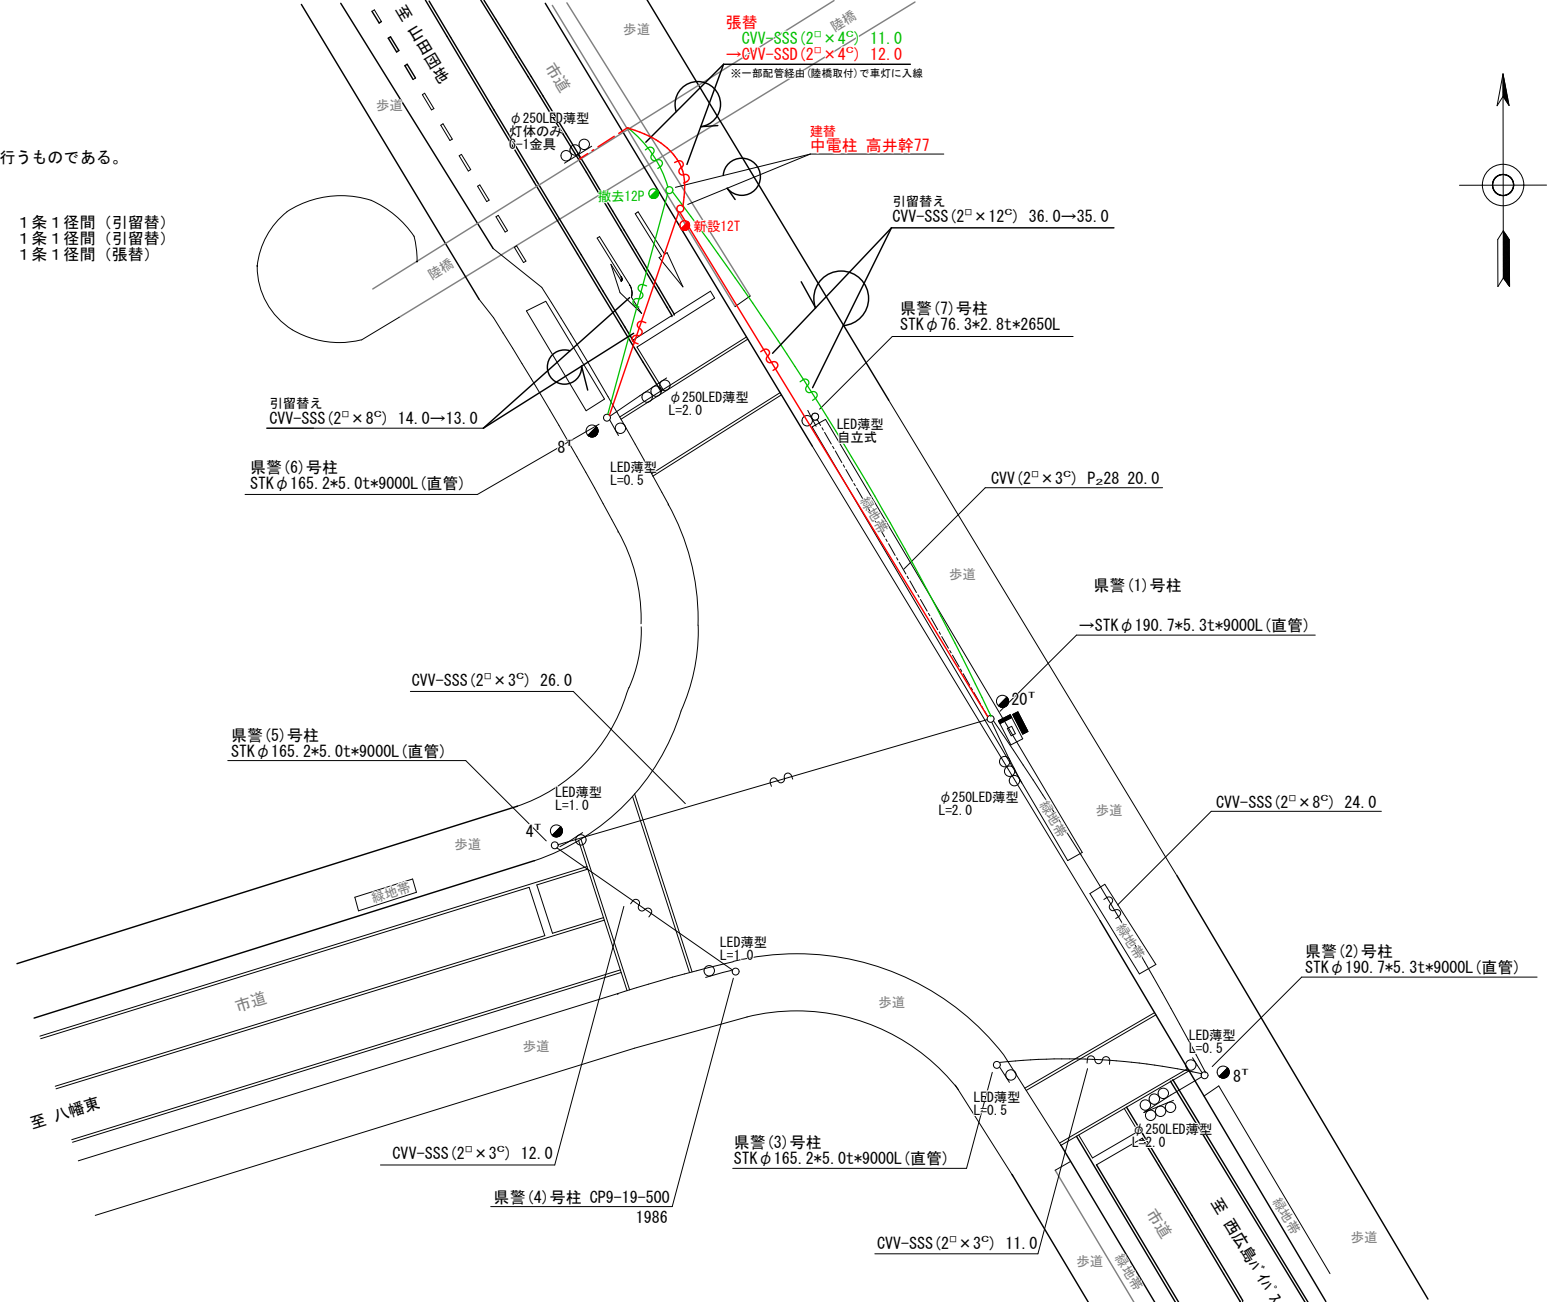 歩道
陸橋
張替
CVV-SSS(2□×4C) 11.0
→CVV-SSD(2□×4C) 12.0
※一部配管経由(陸橋取付)で車灯に入線
至 山田団地
市道
歩道
φ250LED薄型
灯体のみ
C-1金具
建替
中電柱 高井幹77
行うものである。
撤去12P
新設12T
引留替え
CVV-SSS(2□×12C) 36.0→35.0
1条1径間(引留替)
1条1径間(引留替)
1条1径間(張替)
陸橋
県警(7)号柱
STKφ76.3*2.8t*2650L
引留替え
CVV-SSS(2□×8C) 14.0→13.0
φ250LED薄型
L=2.0
LED薄型
自立式
8T
県警(6)号柱
STKφ165.2*5.0t*9000L(直管)
LED薄型
L=0.5
CVV(2□×3C) P₂28 20.0
緑地帯
歩道
県警(1)号柱
→STKφ190.7*5.3t*9000L(直管)
CVV-SSS(2□×3C) 26.0
20T
県警(5)号柱
STKφ165.2*5.0t*9000L(直管)
LED薄型
L=1.0
φ250LED薄型
L=2.0
緑地帯
歩道
CVV-SSS(2□×8C) 24.0
4T
歩道
緑地帯
LED薄型
L=1.0
緑地帯
県警(2)号柱
STKφ190.7*5.3t*9000L(直管)
市道
歩道
歩道
LED薄型
L=0.5
8T
至 八幡東
LED薄型
L=0.5
φ250LED薄型
L=2.0
CVV-SSS(2□×3C) 12.0
県警(3)号柱
STKφ165.2*5.0t*9000L(直管)
県警(4)号柱 CP9-19-500
1986
CVV-SSS(2□×3C) 11.0
市道
至 西広島バイパス
緑地帯
歩道
歩道
緑地帯